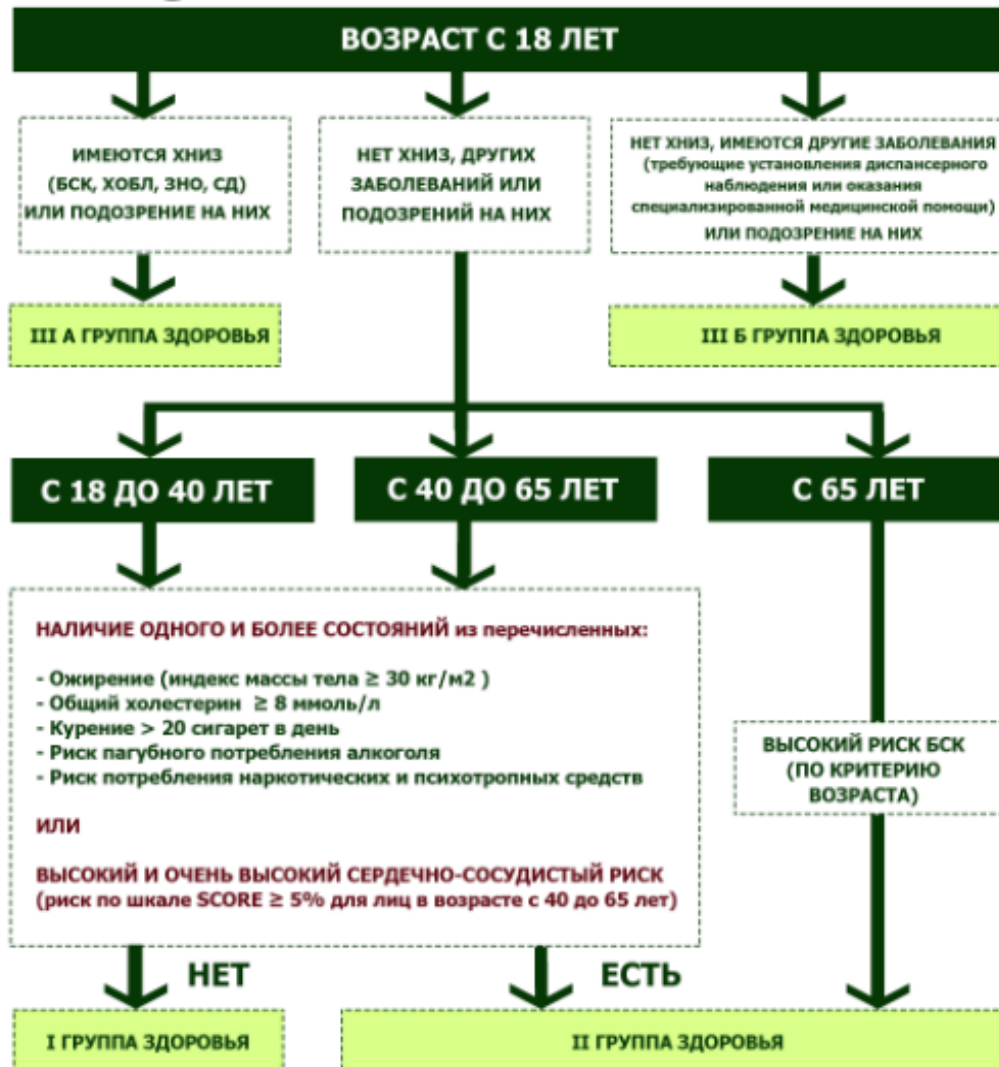 ВОЗРАСТ С 18 ЛЕТ
ИМЕЮТСЯ ХНИЗ
(БСК, ХОБЛ, ЗНО, СД)
ИЛИ ПОДОЗРЕНИЕ НА НИХ
НЕТ ХНИЗ, ДРУГИХ
ЗАБОЛЕВАНИЙ ИЛИ
ПОДОЗРЕНИЙ НА НИХ
НЕТ ХНИЗ, ИМЕЮТСЯ ДРУГИЕ ЗАБОЛЕВАНИЯ
(требующие установления диспансерного
наблюдения или оказания
специализированной медицинской помощи)
ИЛИ ПОДОЗРЕНИЕ НА НИХ
III А ГРУППА ЗДОРОВЬЯ
III Б ГРУППА ЗДОРОВЬЯ
С 18 ДО 40 ЛЕТ
С 40 ДО 65 ЛЕТ
С 65 ЛЕТ
НАЛИЧИЕ ОДНОГО И БОЛЕЕ СОСТОЯНИЙ из перечисленных:
- Ожирение (индекс массы тела ≥ 30 кг/м2 )
- Общий холестерин ≥ 8 ммоль/л
- Курение > 20 сигарет в день
- Риск пагубного потребления алкоголя
- Риск потребления наркотических и психотропных средств
ИЛИ
ВЫСОКИЙ И ОЧЕНЬ ВЫСОКИЙ СЕРДЕЧНО-СОСУДИСТЫЙ РИСК
(риск по шкале SCORE ≥ 5% для лиц в возрасте с 40 до 65 лет)
ВЫСОКИЙ РИСК БСК
(ПО КРИТЕРИЮ
ВОЗРАСТА)
НЕТ
ЕСТЬ
I ГРУППА ЗДОРОВЬЯ
II ГРУППА ЗДОРОВЬЯ